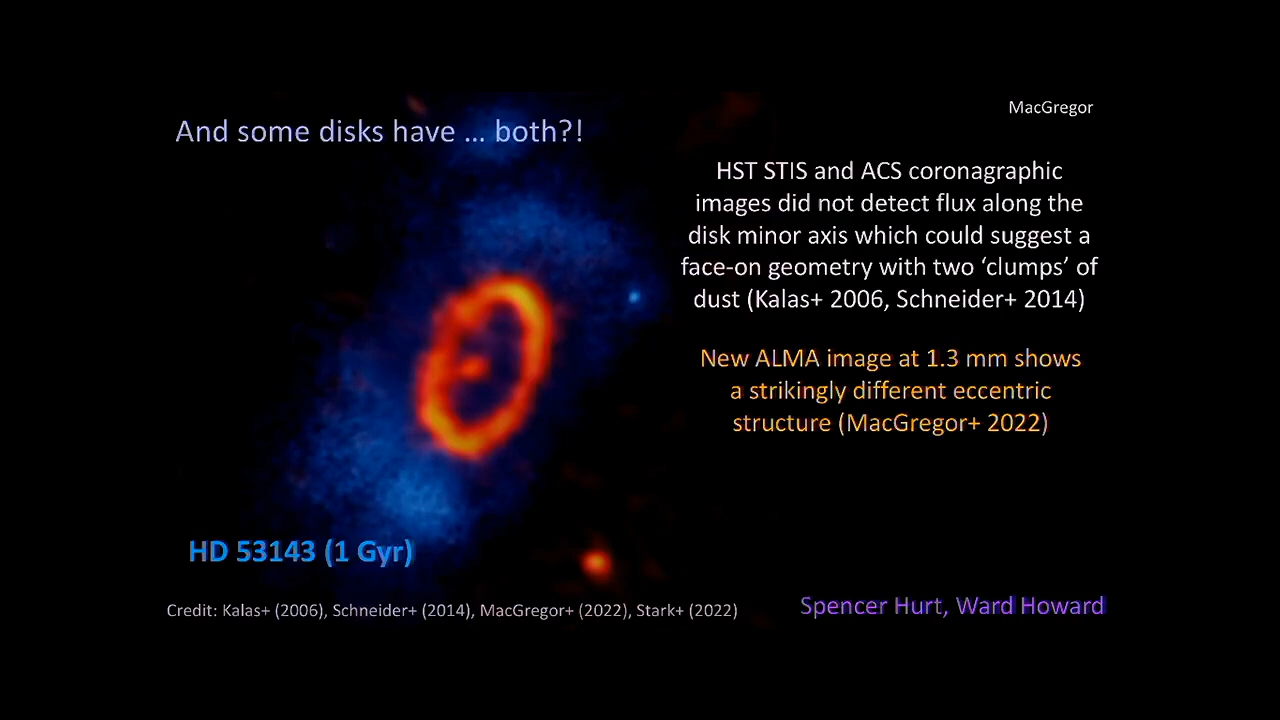 And some disks have … both?!
MacGregor
HST STIS and ACS coronagraphic
images did not detect flux along the
disk minor axis which could suggest a
face-on geometry with two ‘clumps’ of
dust (Kalas+ 2006, Schneider+ 2014)
New ALMA image at 1.3 mm shows
a strikingly different eccentric
structure (MacGregor+ 2022)
HD 53143 (1 Gyr)
Credit: Kalas+ (2006), Schneider+ (2014), MacGregor+ (2022), Stark+ (2022)
Spencer Hurt, Ward Howard